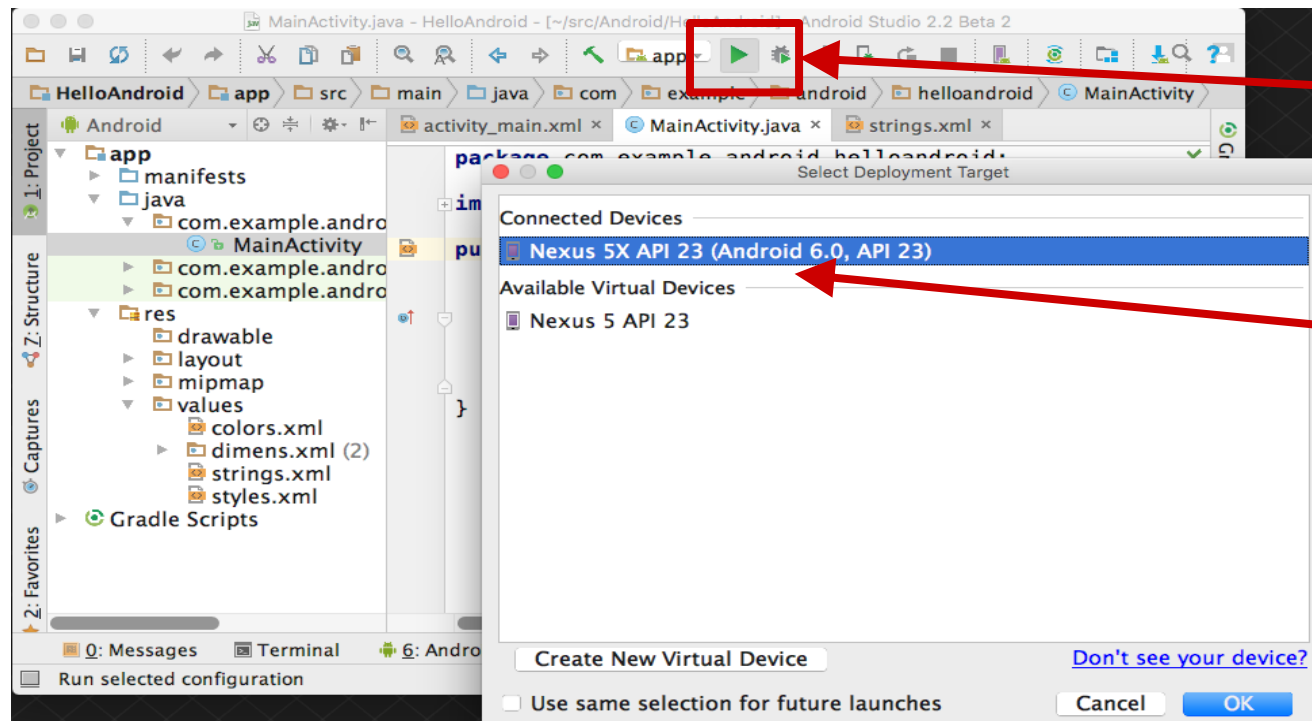 MainActivity.java - HelloAndroid - [~/src/Android/HelloAndroid] - Android Studio 2.2 Beta 2
app
HelloAndroid app src main java com example android helloandroid MainActivity
1: Project
Z: Structure
Captures
2: Favorites
Android
app
manifests
java
com.example.andro
MainActivity
com.example.andro
com.example.andro
res
drawable
layout
mipmap
values
colors.xml
dimens.xml (2)
strings.xml
styles.xml
Gradle Scripts
activity_main.xml MainActivity.java strings.xml
package com.example.android.helloandroid;
im
pu
}
Gr
Select Deployment Target
Connected Devices
Nexus 5X API 23 (Android 6.0, API 23)
Available Virtual Devices
Nexus 5 API 23
Create New Virtual Device Don't see your device?
Use same selection for future launches Cancel OK
0: Messages Terminal 6: Andro
Run selected configuration